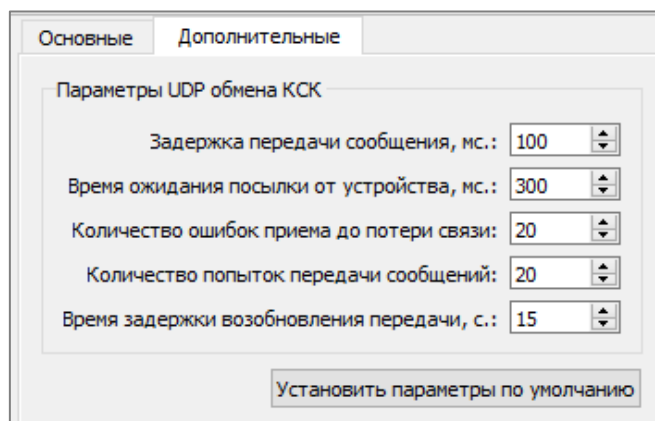 Основные Дополнительные
Параметры UDP обмена КСК
Задержка передачи сообщения, мс.: 100
Время ожидания посылки от устройства, мс.: 300
Количество ошибок приема до потери связи: 20
Количество попыток передачи сообщений: 20
Время задержки возобновления передачи, с.: 15
Установить параметры по умолчанию